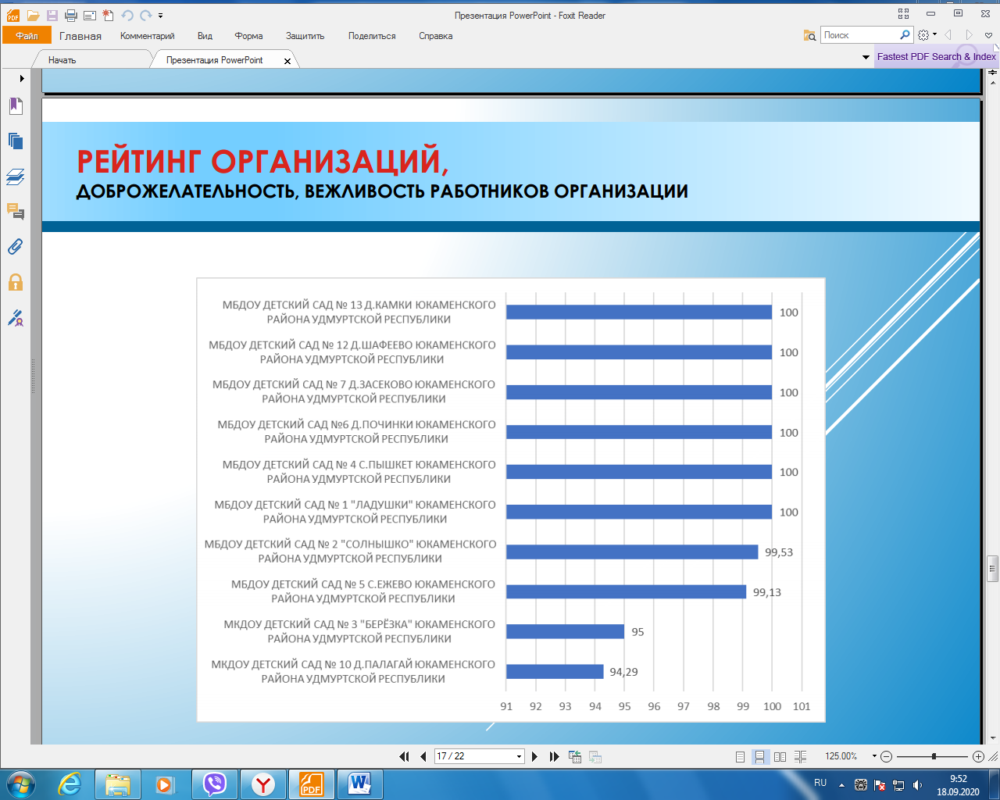 Презентация PowerPoint - Foxit Reader
Файл Главная Комментарий Вид Форма Защитить Поделиться Справка
Поиск
Начать
Презентация PowerPoint
Fastest PDF Search & Index
РЕЙТИНГ ОРГАНИЗАЦИЙ,
ДОБРОЖЕЛАТЕЛЬНОСТЬ, ВЕЖЛИВОСТЬ РАБОТНИКОВ ОРГАНИЗАЦИИ
МБДОУ ДЕТСКИЙ САД № 13 Д.КАМКИ ЮКАМЕНСКОГО
РАЙОНА УДМУРТСКОЙ РЕСПУБЛИКИ
100
МБДОУ ДЕТСКИЙ САД № 12 Д.ШАФЕЕВО ЮКАМЕНСКОГО
РАЙОНА УДМУРТСКОЙ РЕСПУБЛИКИ
100
МБДОУ ДЕТСКИЙ САД № 7 Д.ЗАСЕКОВО ЮКАМЕНСКОГО
РАЙОНА УДМУРТСКОЙ РЕСПУБЛИКИ
100
МБДОУ ДЕТСКИЙ САД №6 Д.ПОЧИНКИ ЮКАМЕНСКОГО
РАЙОНА УДМУРТСКОЙ РЕСПУБЛИКИ
100
МБДОУ ДЕТСКИЙ САД № 4 С.ПЫШКЕТ ЮКАМЕНСКОГО
РАЙОНА УДМУРТСКОЙ РЕСПУБЛИКИ
100
МБДОУ ДЕТСКИЙ САД № 1 "ЛАДУШКИ" ЮКАМЕНСКОГО
РАЙОНА УДМУРТСКОЙ РЕСПУБЛИКИ
100
МБДОУ ДЕТСКИЙ САД № 2 "СОЛНЫШКО" ЮКАМЕНСКОГО
РАЙОНА УДМУРТСКОЙ РЕСПУБЛИКИ
99,53
МБДОУ ДЕТСКИЙ САД № 5 С.ЕЖЕВО ЮКАМЕНСКОГО
РАЙОНА УДМУРТСКОЙ РЕСПУБЛИКИ
99,13
МКДОУ ДЕТСКИЙ САД № 3 "БЕРЁЗКА" ЮКАМЕНСКОГО
РАЙОНА УДМУРТСКОЙ РЕСПУБЛИКИ
95
МКДОУ ДЕТСКИЙ САД № 10 Д.ПАЛАГАЙ ЮКАМЕНСКОГО
РАЙОНА УДМУРТСКОЙ РЕСПУБЛИКИ
94,29
91 92 93 94 95 96 97 98 99 100 101
17 / 22
125.00%
RU
9:52
18.09.2020